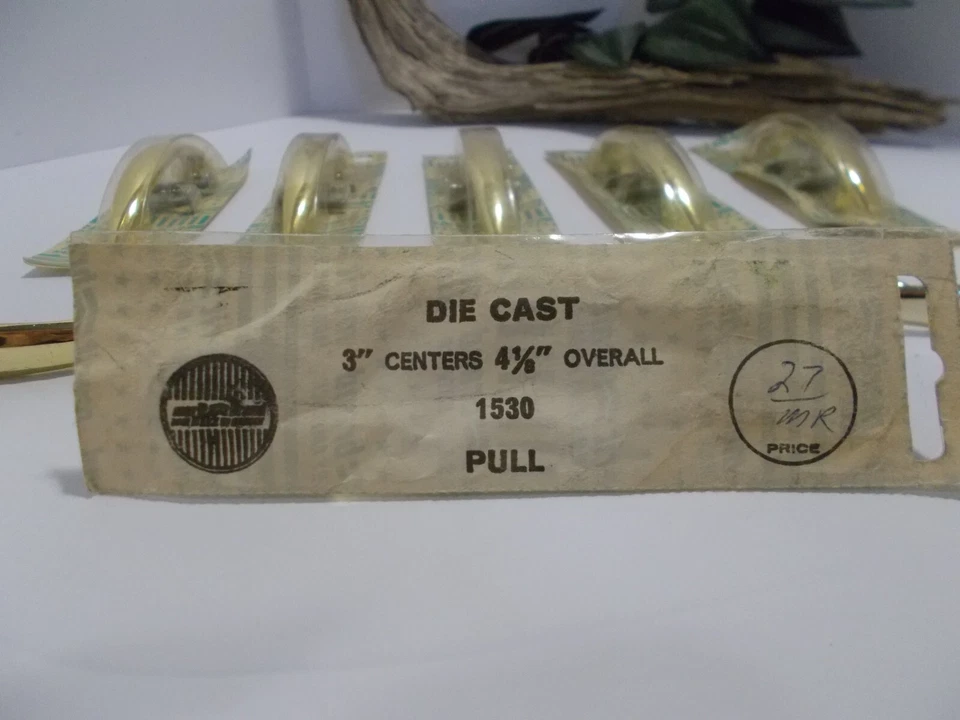 DIE CAST
3" CENTERS 4⅛" OVERALL
1530
PULL
27
MR
PRICE